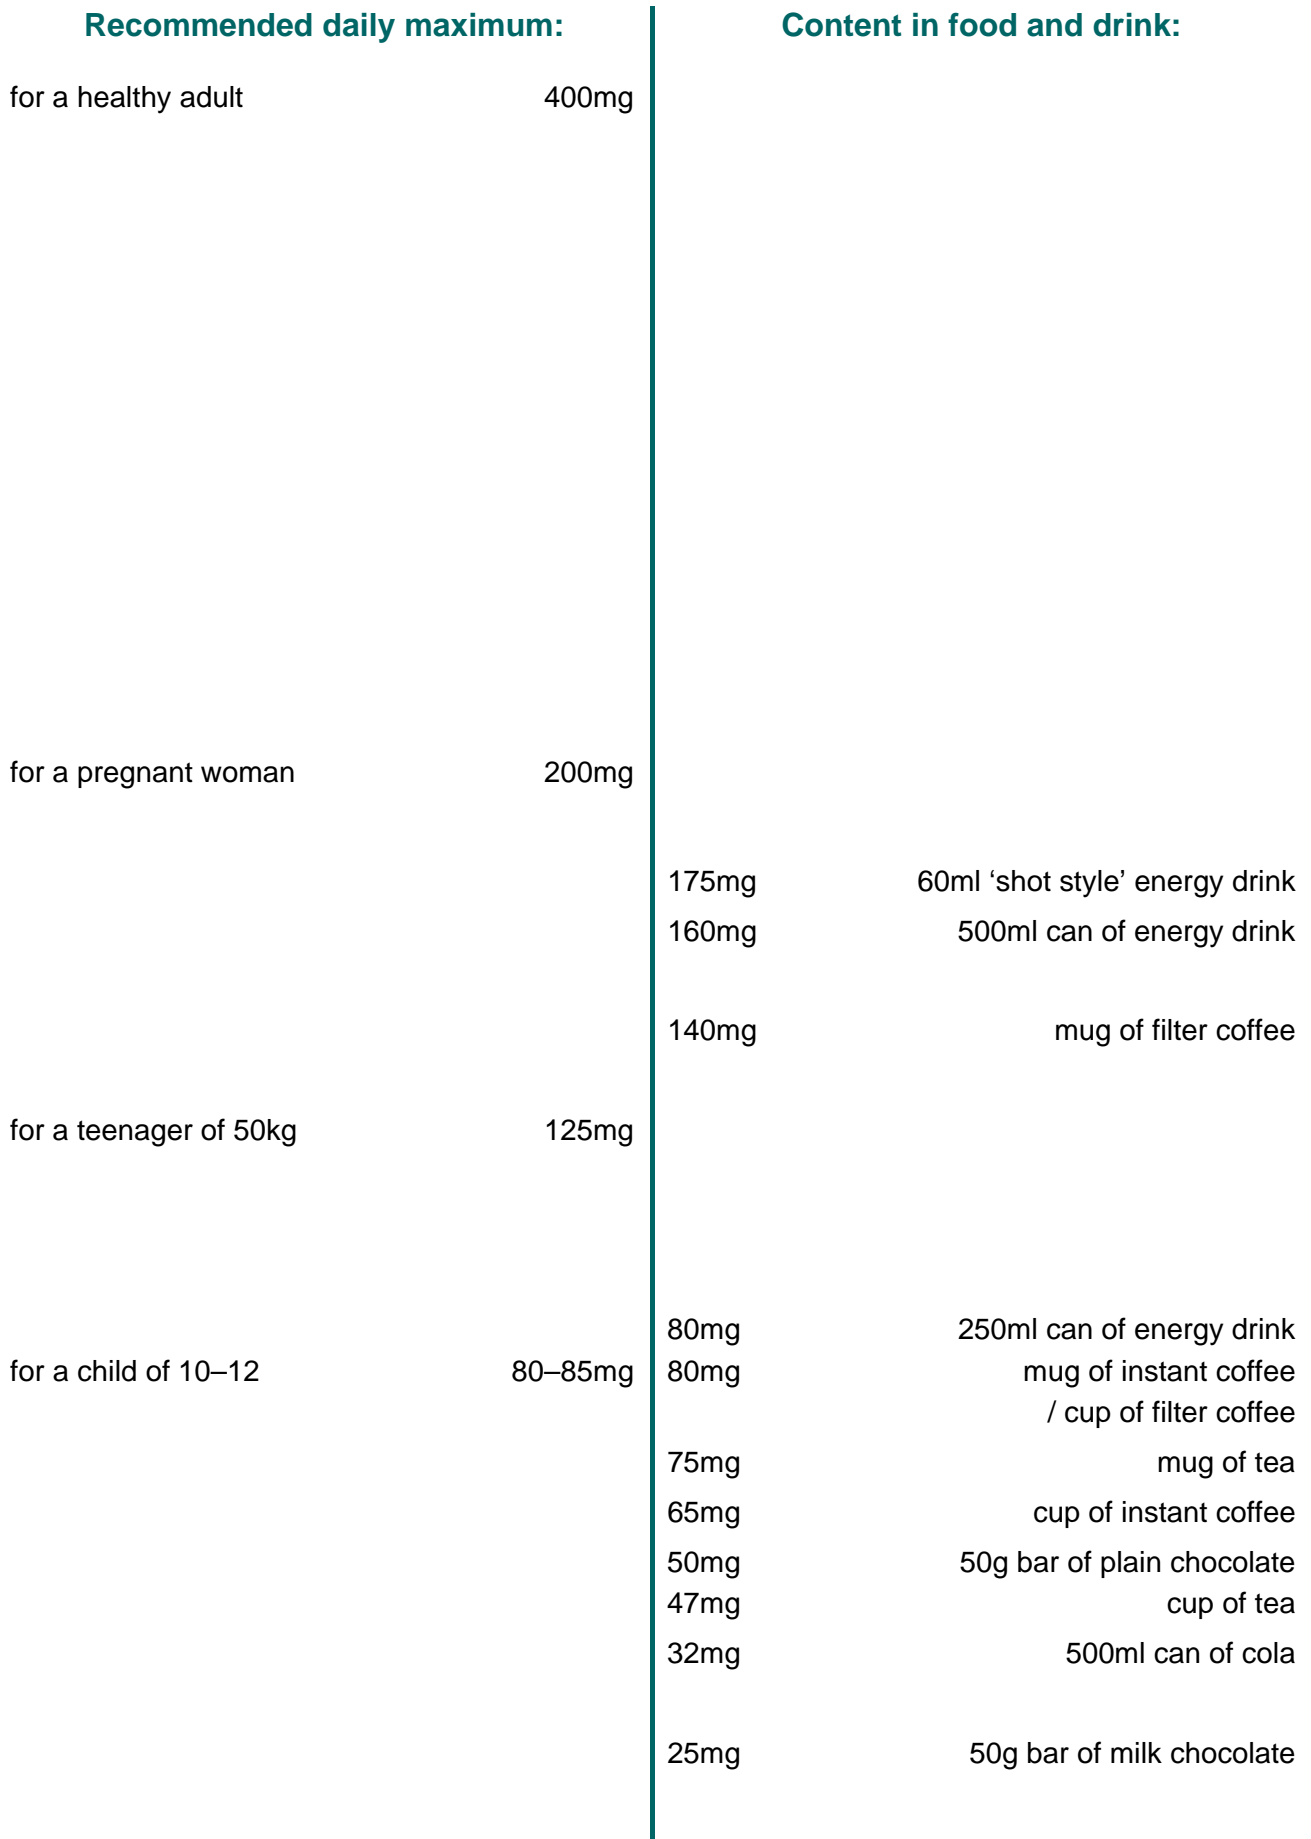 Recommended daily maximum:
for a healthy adult 400mg
for a pregnant woman 200mg
for a teenager of 50kg 125mg
for a child of 10–12 80–85mg
Content in food and drink:
175mg 60ml ‘shot style’ energy drink
160mg 500ml can of energy drink
140mg mug of filter coffee
80mg 250ml can of energy drink
80mg mug of instant coffee
/ cup of filter coffee
75mg mug of tea
65mg cup of instant coffee
50mg 50g bar of plain chocolate
47mg cup of tea
32mg 500ml can of cola
25mg 50g bar of milk chocolate